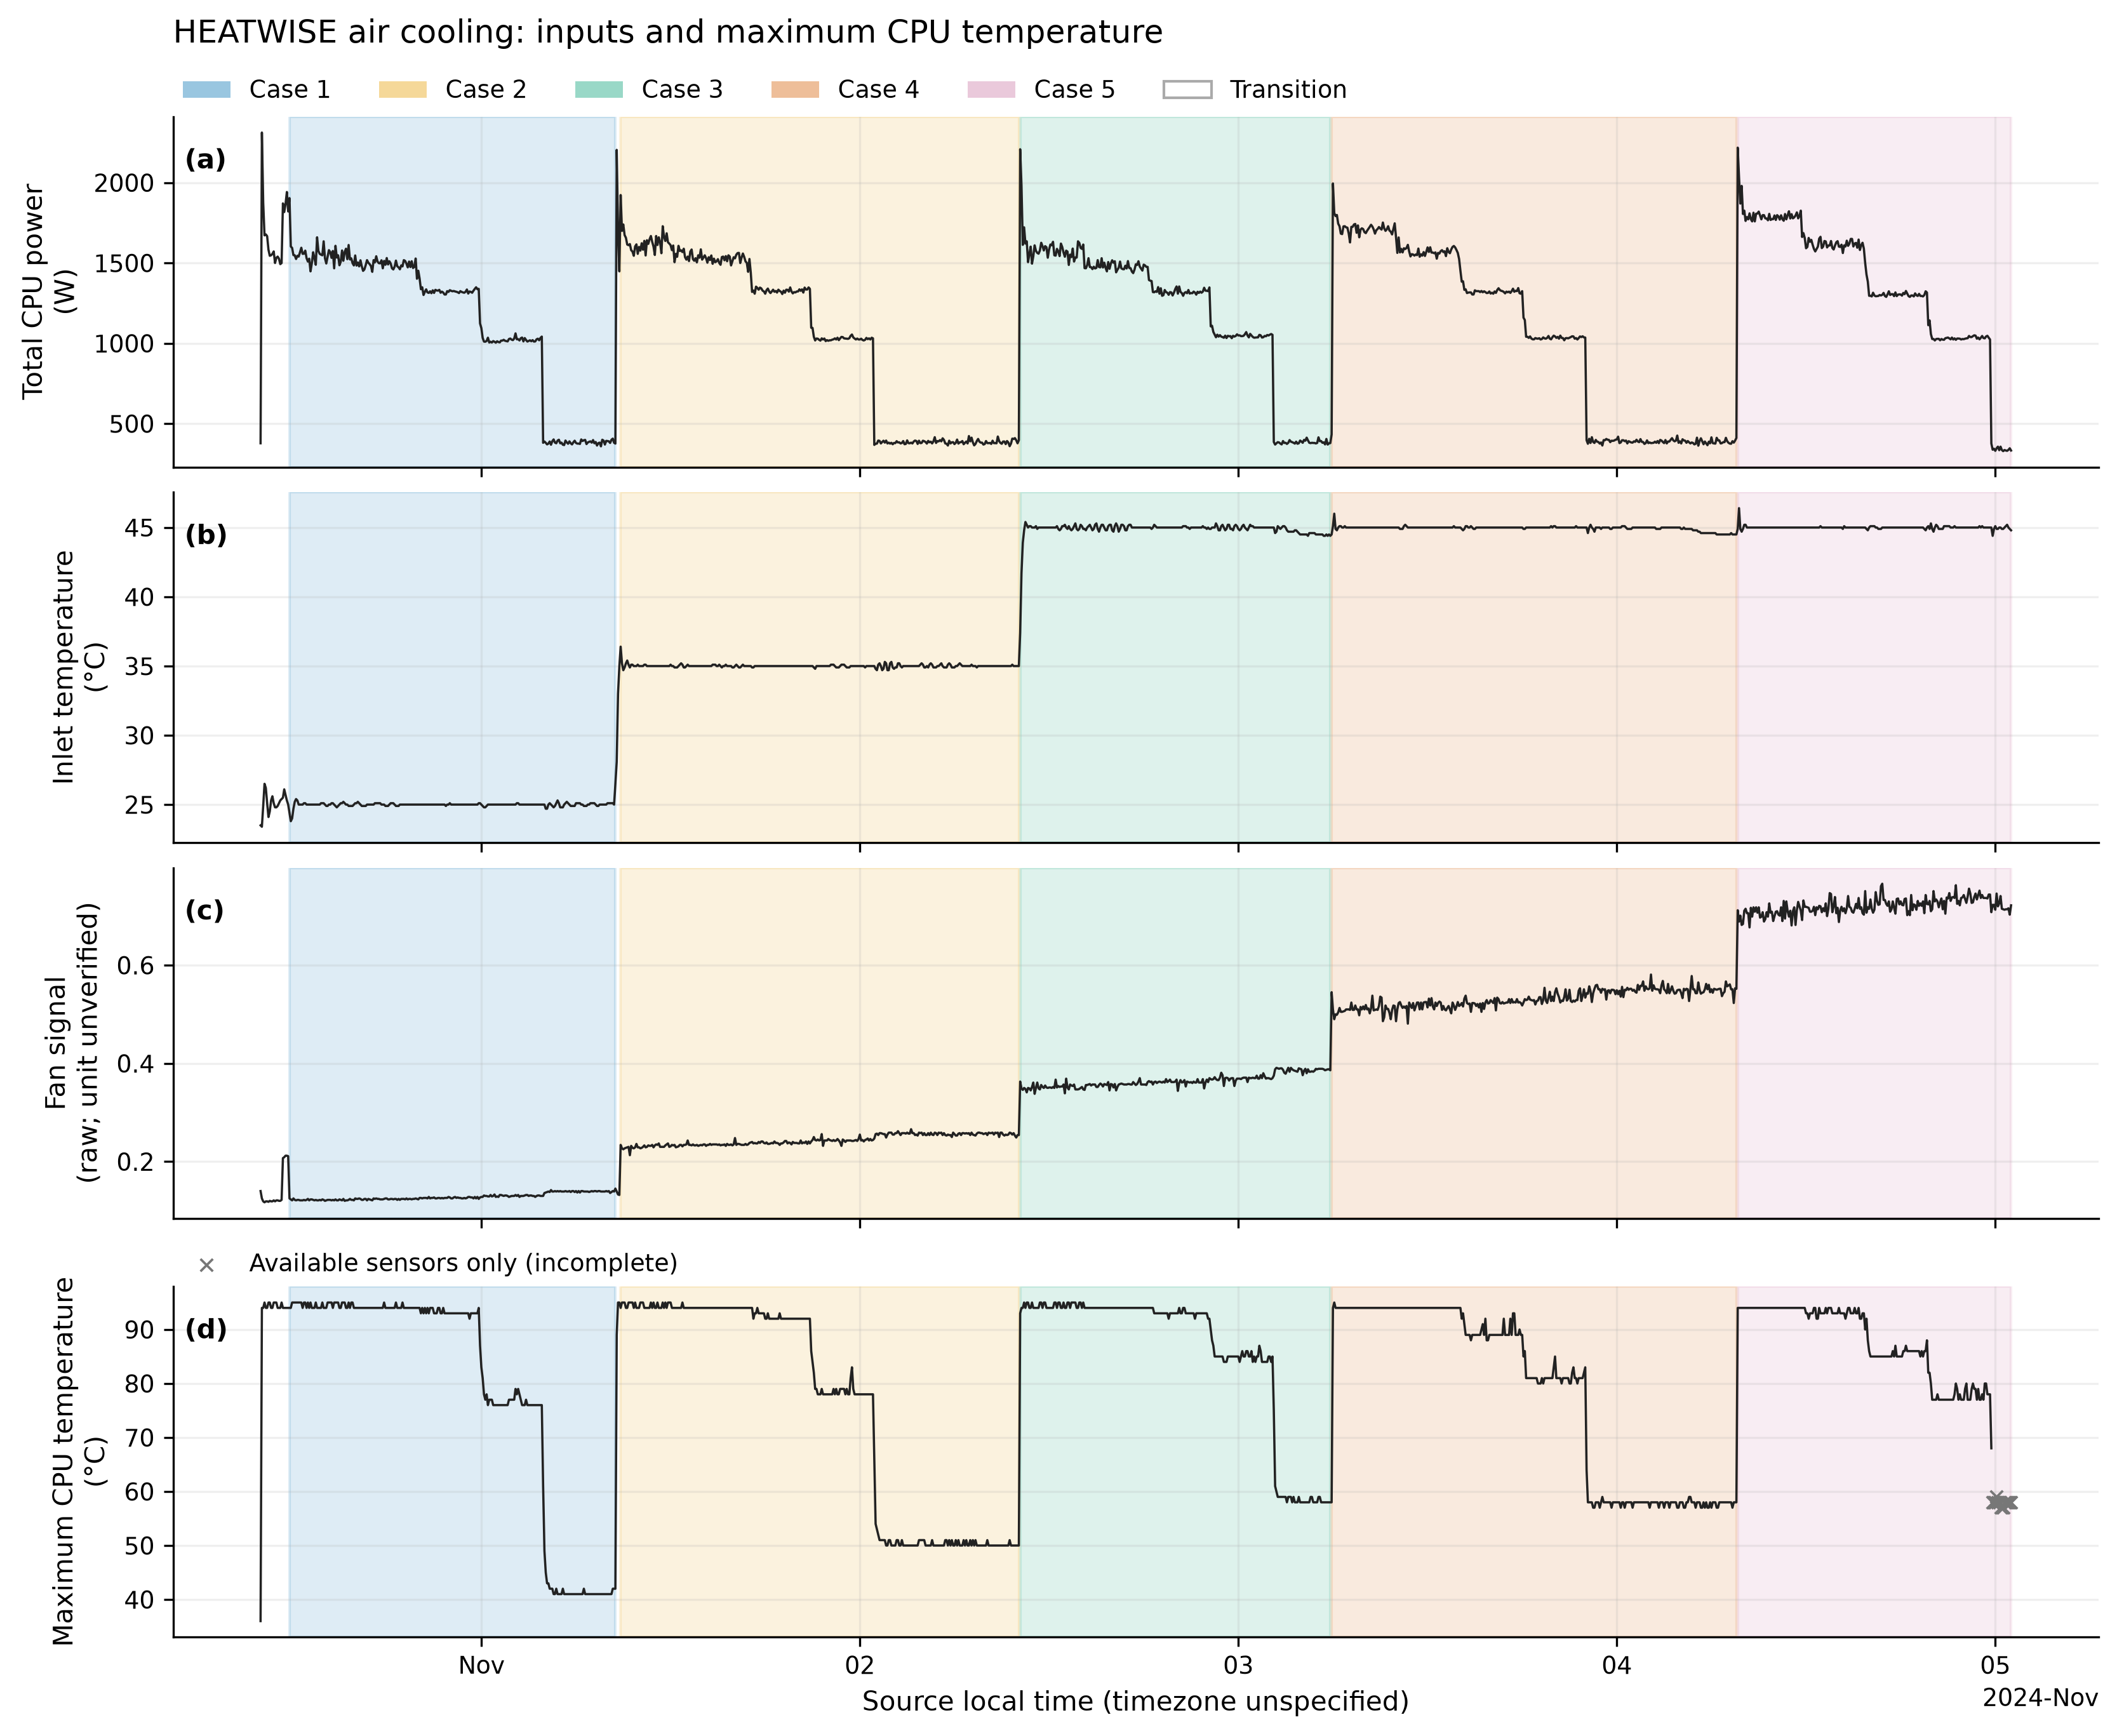 HEATWISE air cooling: inputs and maximum CPU temperature
Case 1
Case 2
Case 3
Case 4
Case 5
Transition
(a)
Total CPU power
(W)
2000
1500
1000
500
(b)
Inlet temperature
(°C)
45
40
35
30
25
(c)
Fan signal
(raw; unit unverified)
0.6
0.4
0.2
Available sensors only (incomplete)
(d)
Maximum CPU temperature
(°C)
90
80
70
60
50
40
Nov
02
03
04
05
Source local time (timezone unspecified)
2024-Nov